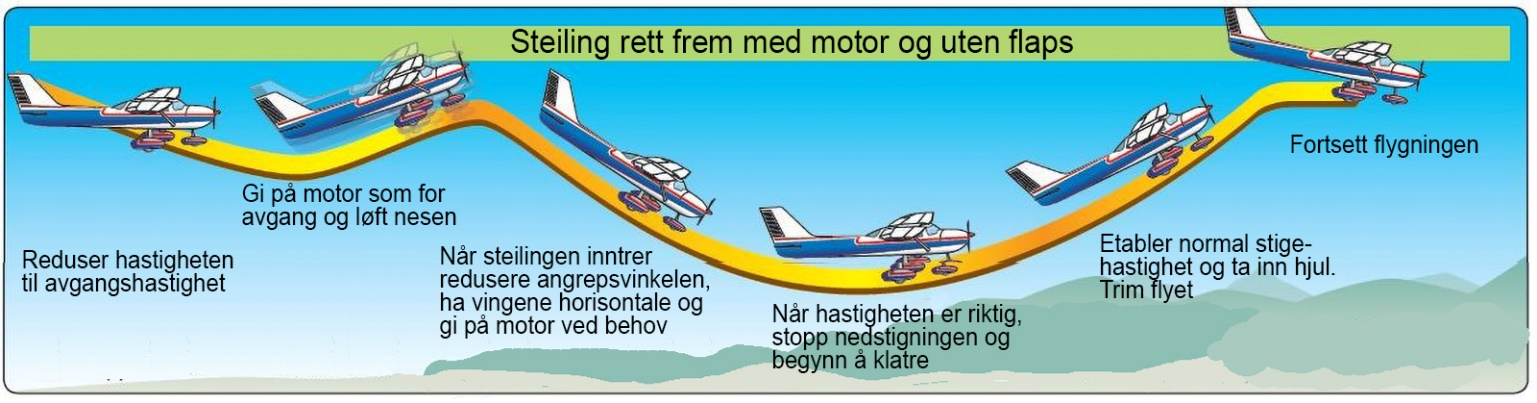 Steiling rett frem med motor og uten flaps
Reduser hastigheten
til avgangshastighet
Gi på motor som for
avgang og løft nesen
Når steilingen inntrer
redusere angrepsvinkelen,
ha vingene horisontale og
gi på motor ved behov
Når hastigheten er riktig,
stopp nedstigningen og
begynn å klatre
Etabler normal stige-
hastighet og ta inn hjul.
Trim flyet
Fortsett flygningen